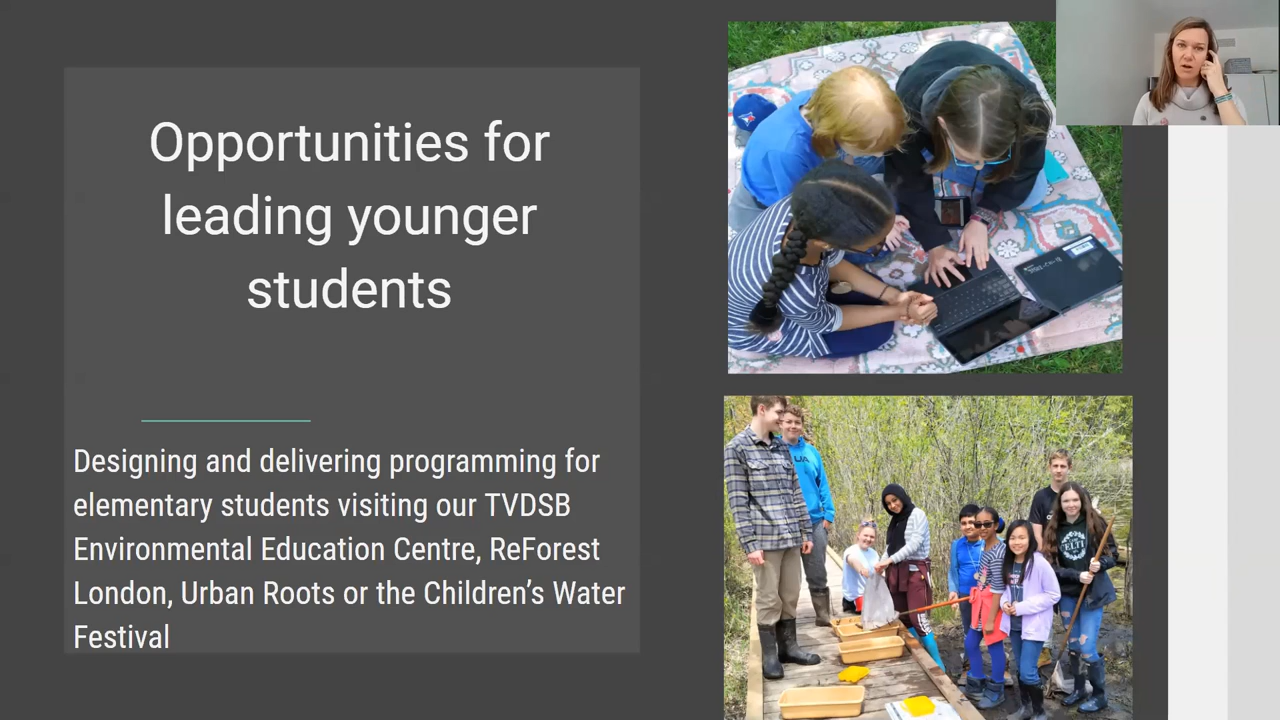 Opportunities for
leading younger
students
Designing and delivering programming for
elementary students visiting our TVDSB
Environmental Education Centre, ReForest
London, Urban Roots or the Children’s Water
Festival